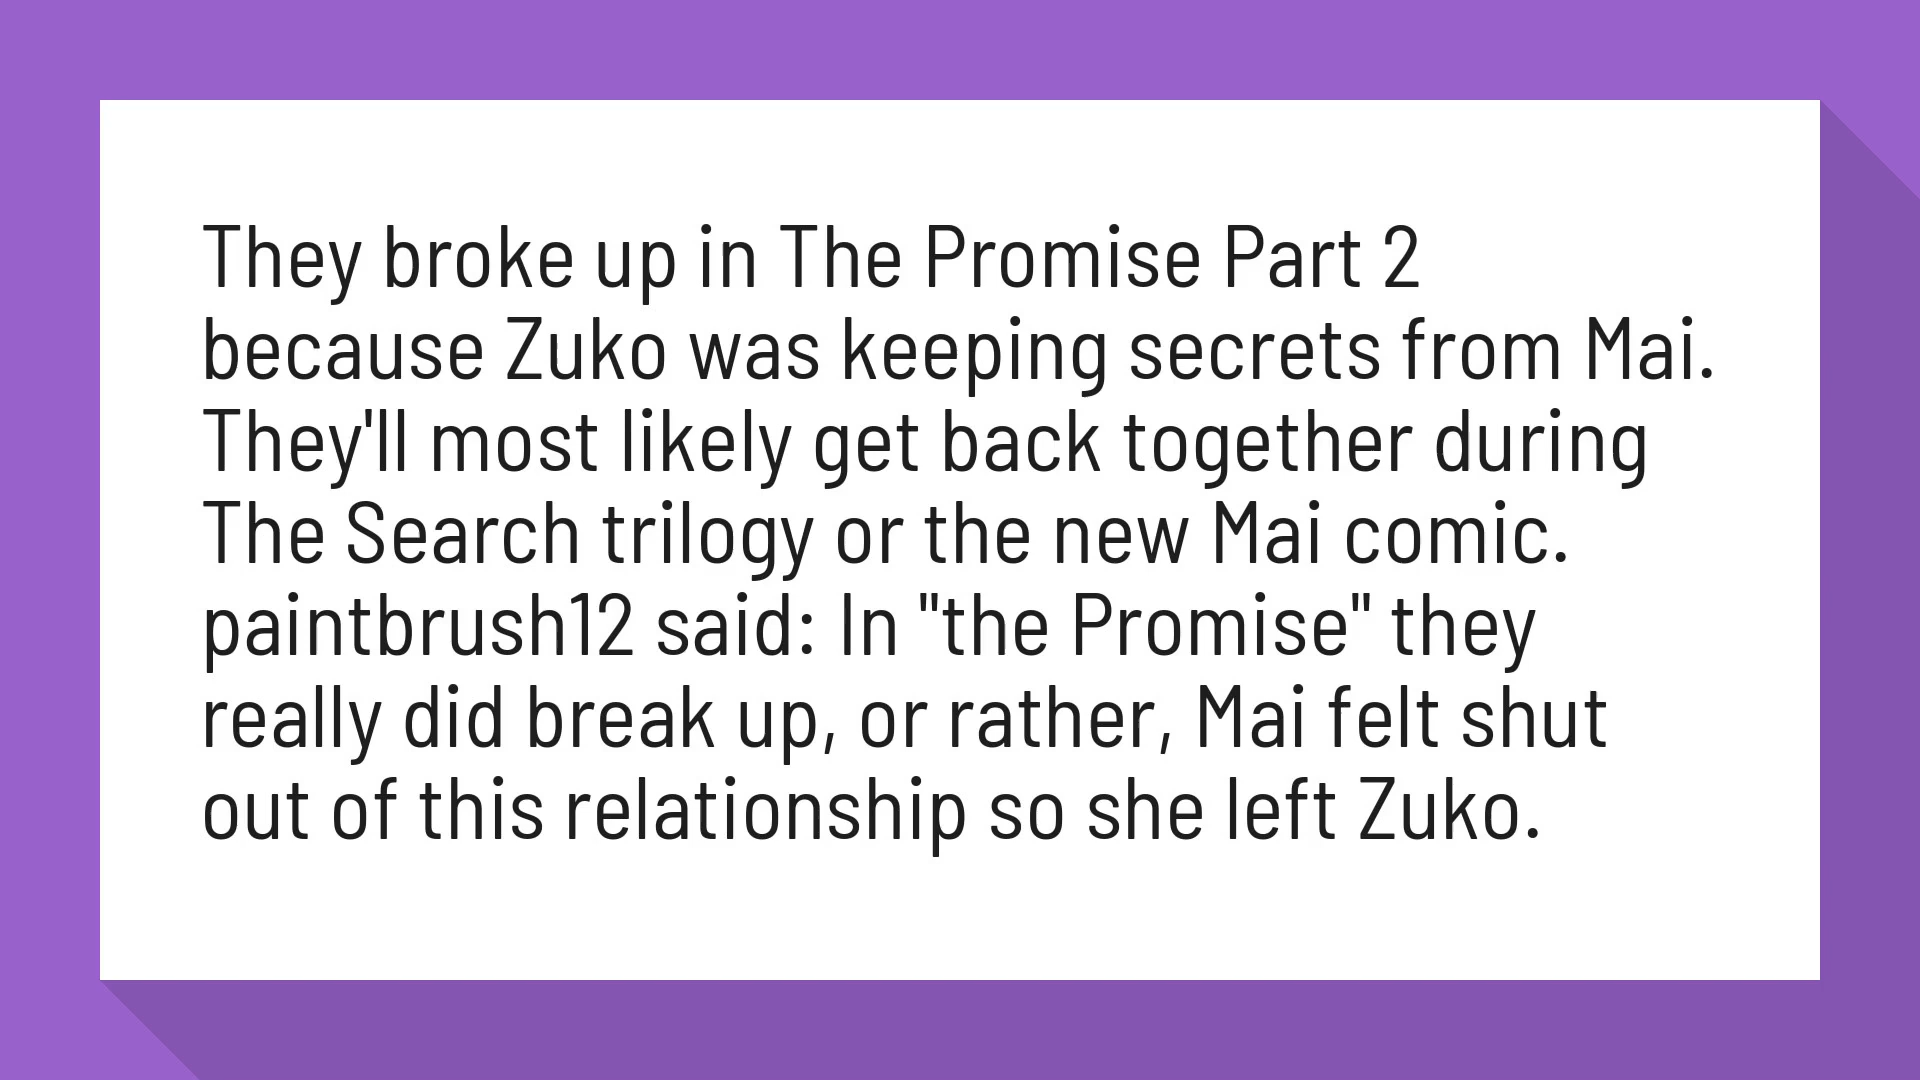 They broke up in The Promise Part 2
because Zuko was keeping secrets from Mai.
They'll most likely get back together during
The Search trilogy or the new Mai comic.
paintbrush12 said: In "the Promise" they
really did break up, or rather, Mai felt shut
out of this relationship so she left Zuko.